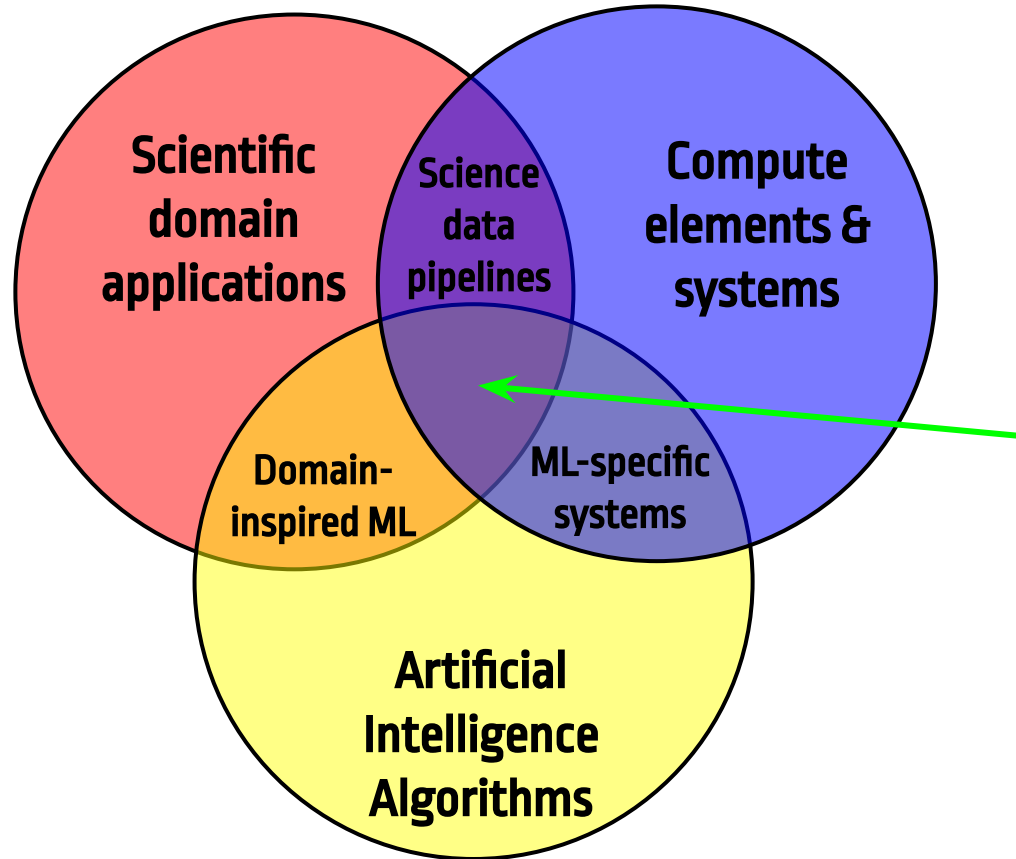 Scientific
domain
applications
Science
data
pipelines
Compute
elements &
systems
Domain-
inspired ML
ML-specific
systems
Artificial
Intelligence
Algorithms